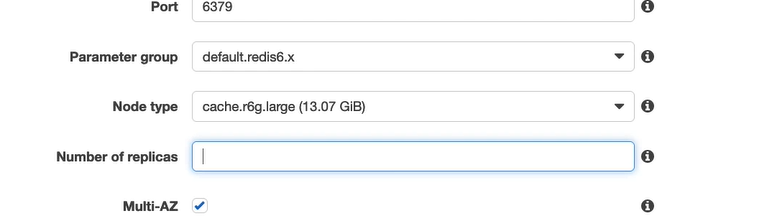 Port 6379
Parameter group default.redis6.x
Node type cache.r6g.large (13.07 GiB)
Number of replicas
Multi-AZ